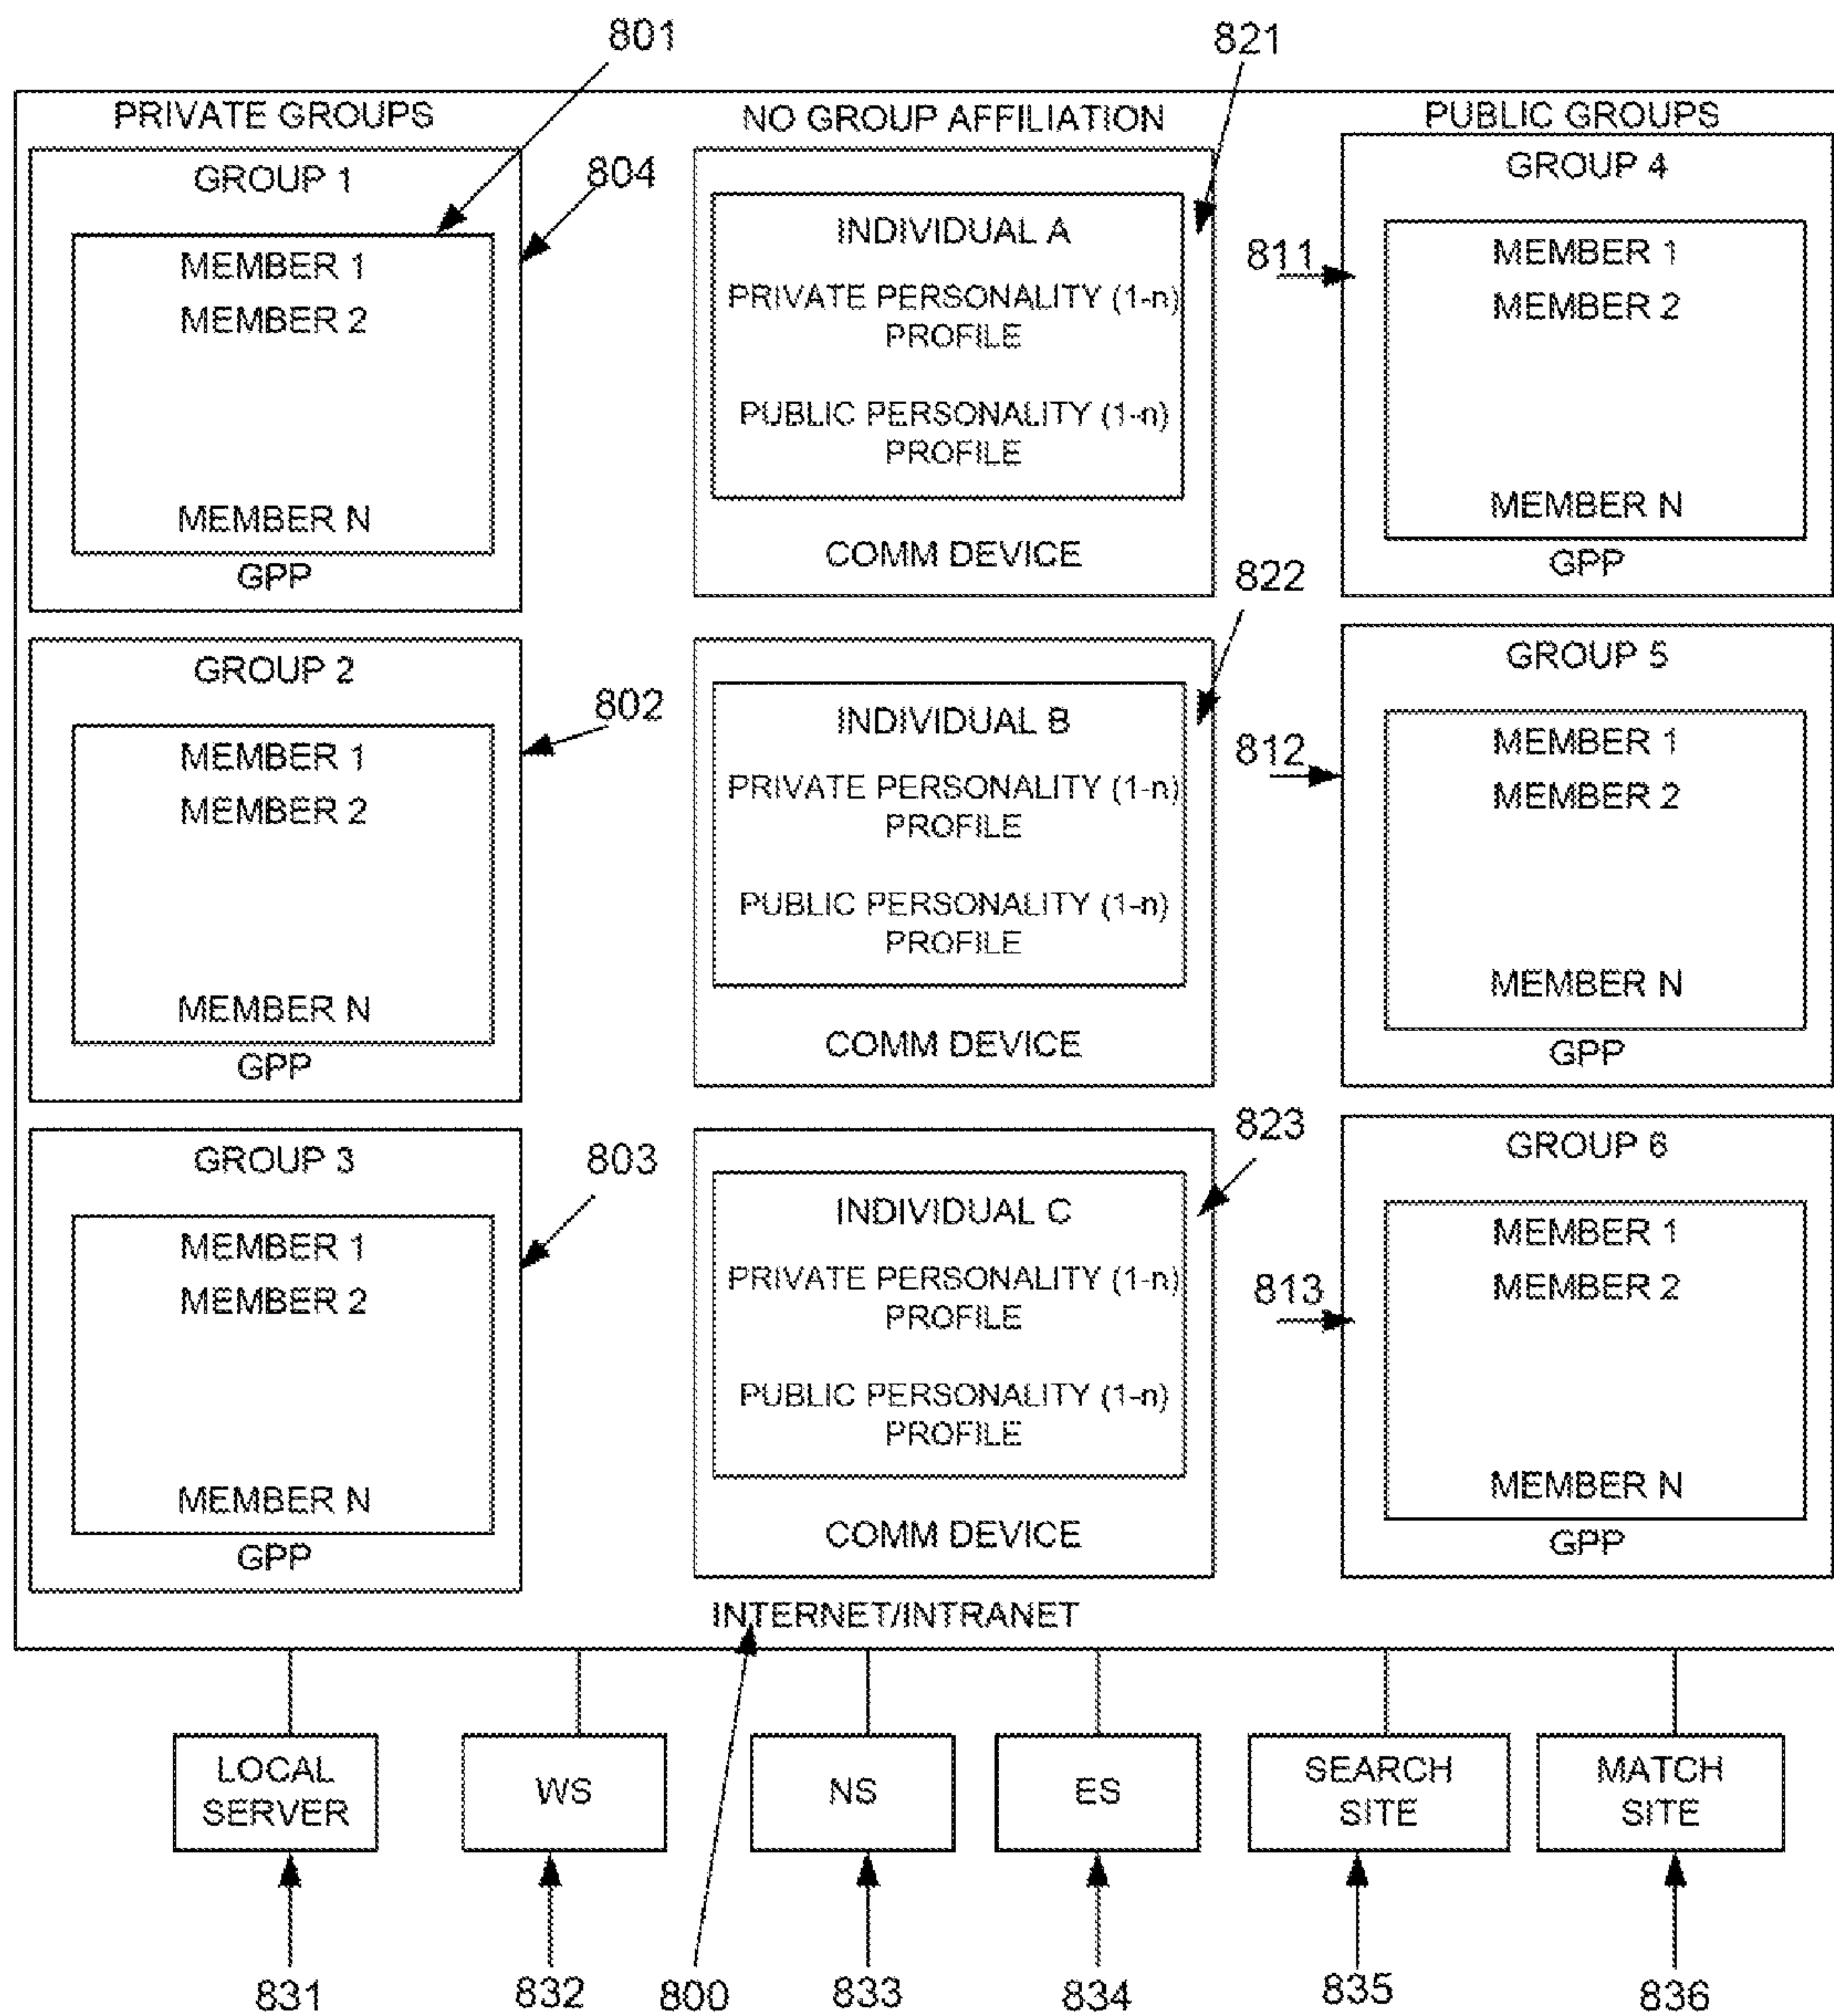 801
821
PRIVATE GROUPS
NO GROUP AFFILIATION
PUBLIC GROUPS
GROUP 1
804
MEMBER 1
MEMBER 2
MEMBER N
GPP
INDIVIDUAL A
PRIVATE PERSONALITY (1-n)
PROFILE
PUBLIC PERSONALITY (1-n)
PROFILE
COMM DEVICE
811
GROUP 4
MEMBER 1
MEMBER 2
MEMBER N
GPP
822
GROUP 2
802
MEMBER 1
MEMBER 2
MEMBER N
GPP
INDIVIDUAL B
PRIVATE PERSONALITY (1-n)
PROFILE
PUBLIC PERSONALITY (1-n)
PROFILE
COMM DEVICE
812
GROUP 5
MEMBER 1
MEMBER 2
MEMBER N
GPP
823
GROUP 3
803
MEMBER 1
MEMBER 2
MEMBER N
GPP
INDIVIDUAL C
PRIVATE PERSONALITY (1-n)
PROFILE
PUBLIC PERSONALITY (1-n)
PROFILE
COMM DEVICE
813
GROUP 6
MEMBER 1
MEMBER 2
MEMBER N
GPP
INTERNET/INTRANET
LOCAL
SERVER
WS
NS
ES
SEARCH
SITE
MATCH
SITE
831
832
800
833
834
835
836